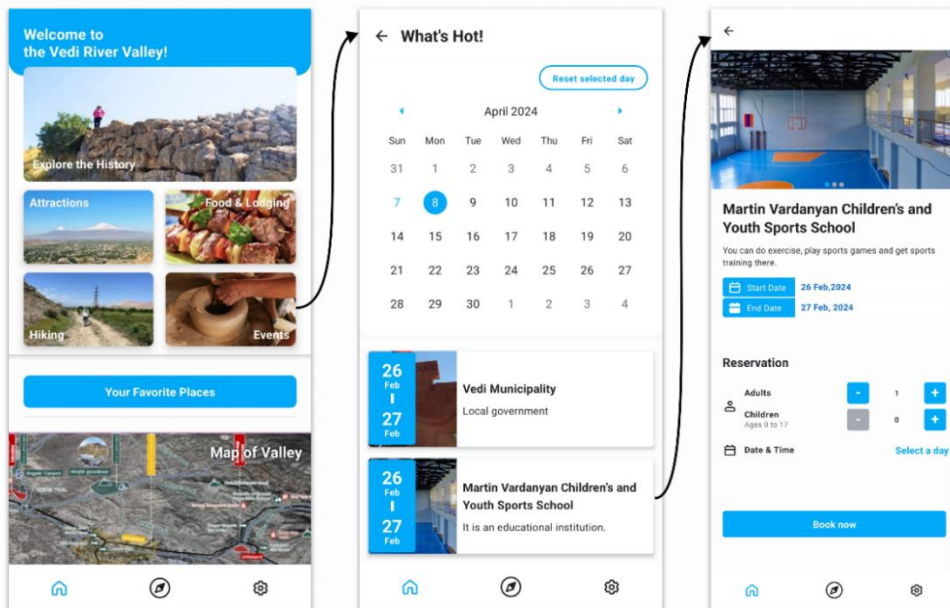 Welcome to
the Vedi River Valley!
Explore the History
Attractions
Food & Lodging
Hiking
Events
Your Favorite Places
Map of Valley
What's Hot!
Reset selected day
April 2024
Sun Mon Tue Wed Thu Fri Sat
31 1 2 3 4 5 6
7 8 9 10 11 12 13
14 15 16 17 18 19 20
21 22 23 24 25 26 27
28 29 30 1 2 3 4
26
Feb
27
Feb
Vedi Municipality
Local government
26
Feb
27
Feb
Martin Vardanyan Children's and
Youth Sports School
It is an educational institution.
Martin Vardanyan Children's and
Youth Sports School
You can do exercise, play sports games and get sports
training there.
Start Date 26 Feb,2024
End Date 27 Feb, 2024
Reservation
Adults - 1 +
Children - 0 +
Ages 0 to 17
Date & Time Select a day
Book now